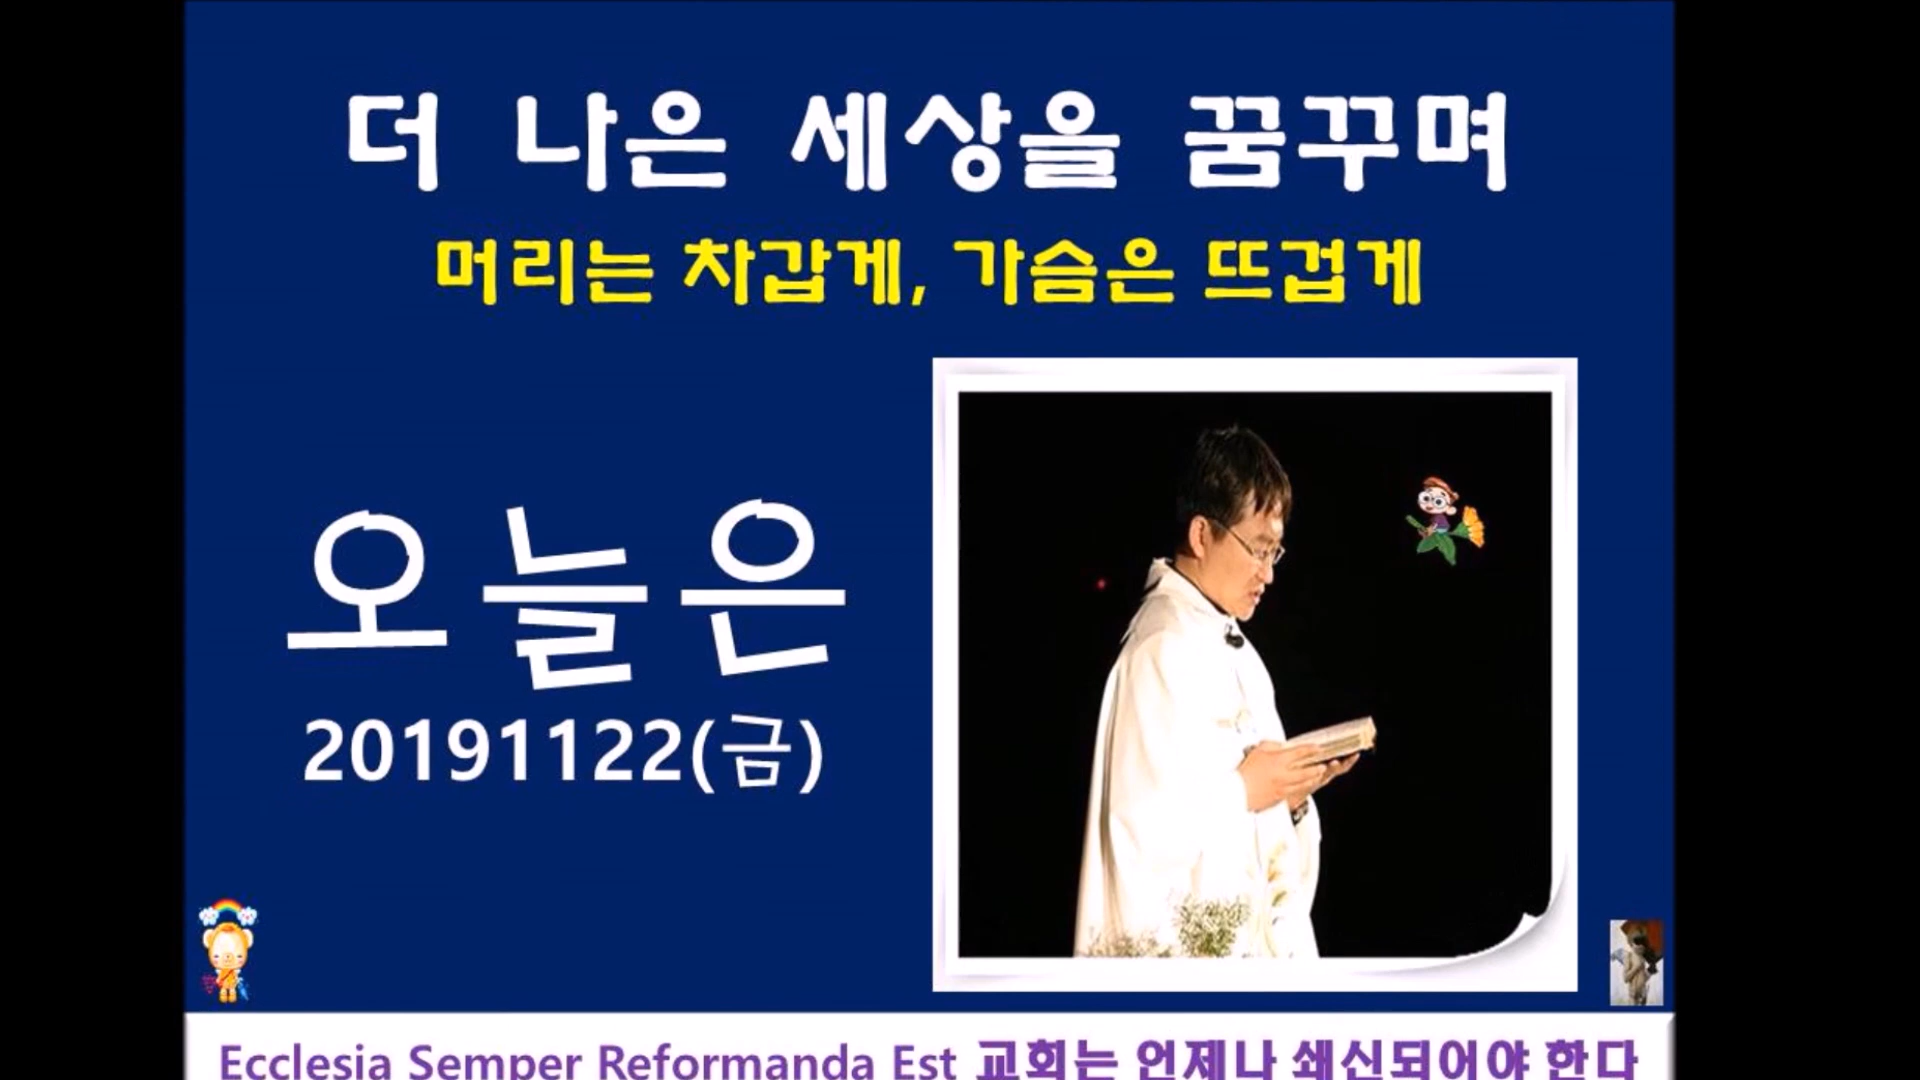 더 나은 세상을 꿈꾸며
머리는 차갑게, 가슴은 뜨겁게
오늘은
20191122(금)
Ecclesia Semper Reformanda Est 교회는 언제나 쇄신되어야 한다